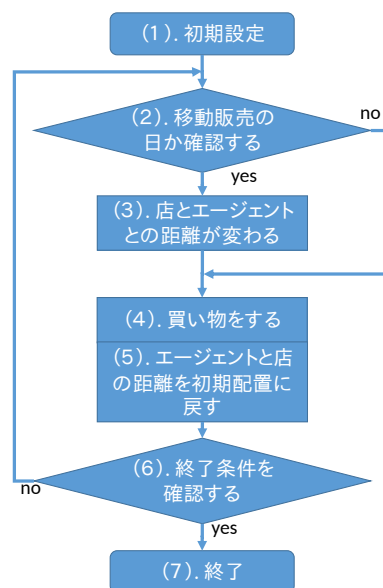 (1). 初期設定
(2). 移動販売の
日か確認する
no
yes
(3). 店とエージェント
との距離が変わる
(4). 買い物をする
(5). エージェントと店
の距離を初期配置に
戻す
(6). 終了条件を
確認する
no
yes
(7). 終了